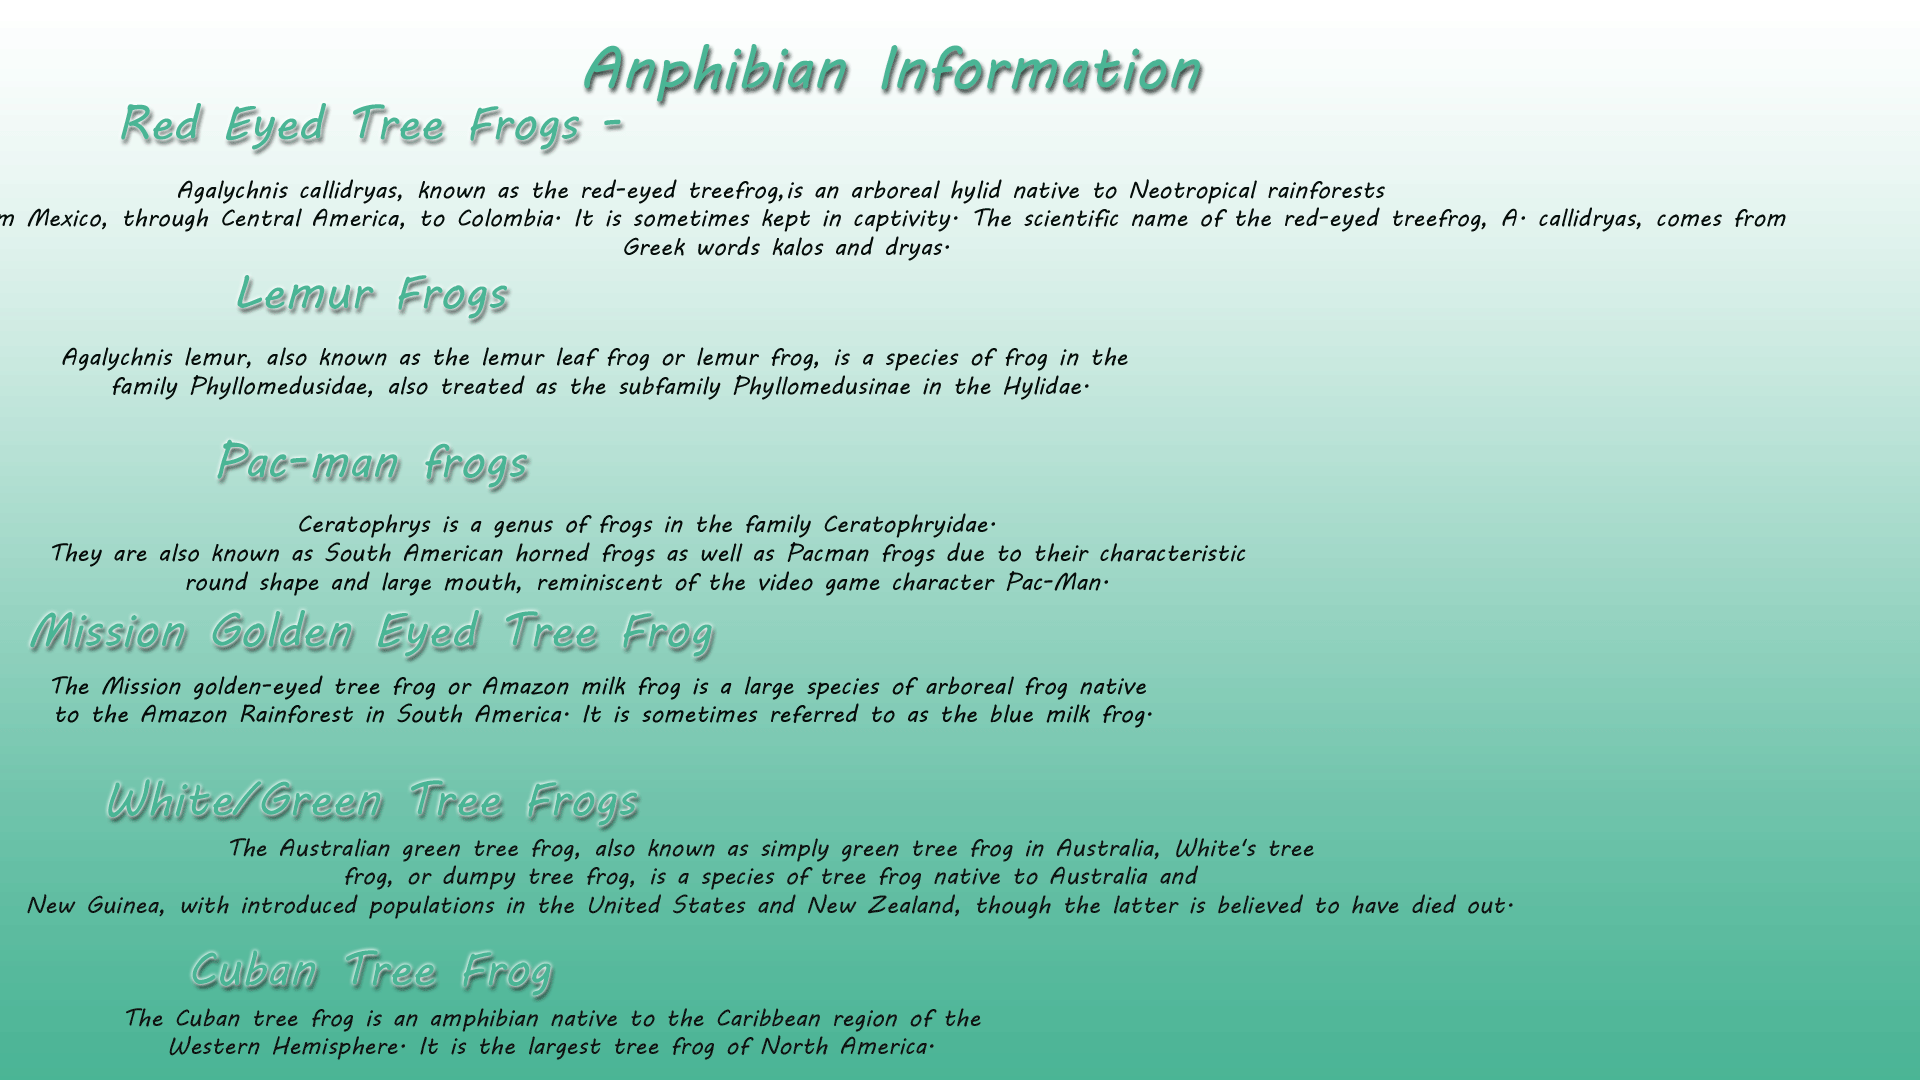 Anphibian Information
Red Eyed Tree Frogs -
Agalychnis callidryas, known as the red-eyed treefrog,is an arboreal hylid native to Neotropical rainforests
Mexico, through Central America, to Colombia. It is sometimes kept in captivity. The scientific name of the red-eyed treefrog, A. callidryas, comes from
Greek words kalos and dryas.
Lemur Frogs
Agalychnis lemur, also known as the lemur leaf frog or lemur frog, is a species of frog in the
family Phyllomedusidae, also treated as the subfamily Phyllomedusinae in the Hylidae.
Pac-man frogs
Ceratophrys is a genus of frogs in the family Ceratophryidae.
They are also known as South American horned frogs as well as Pacman frogs due to their characteristic
round shape and large mouth, reminiscent of the video game character Pac-Man.
Mission Golden Eyed Tree Frog
The Mission golden-eyed tree frog or Amazon milk frog is a large species of arboreal frog native
to the Amazon Rainforest in South America. It is sometimes referred to as the blue milk frog.
White/Green Tree Frogs
The Australian green tree frog, also known as simply green tree frog in Australia, White's tree
frog, or dumpy tree frog, is a species of tree frog native to Australia and
New Guinea, with introduced populations in the United States and New Zealand, though the latter is believed to have died out.
Cuban Tree Frog
The Cuban tree frog is an amphibian native to the Caribbean region of the
Western Hemisphere. It is the largest tree frog of North America.